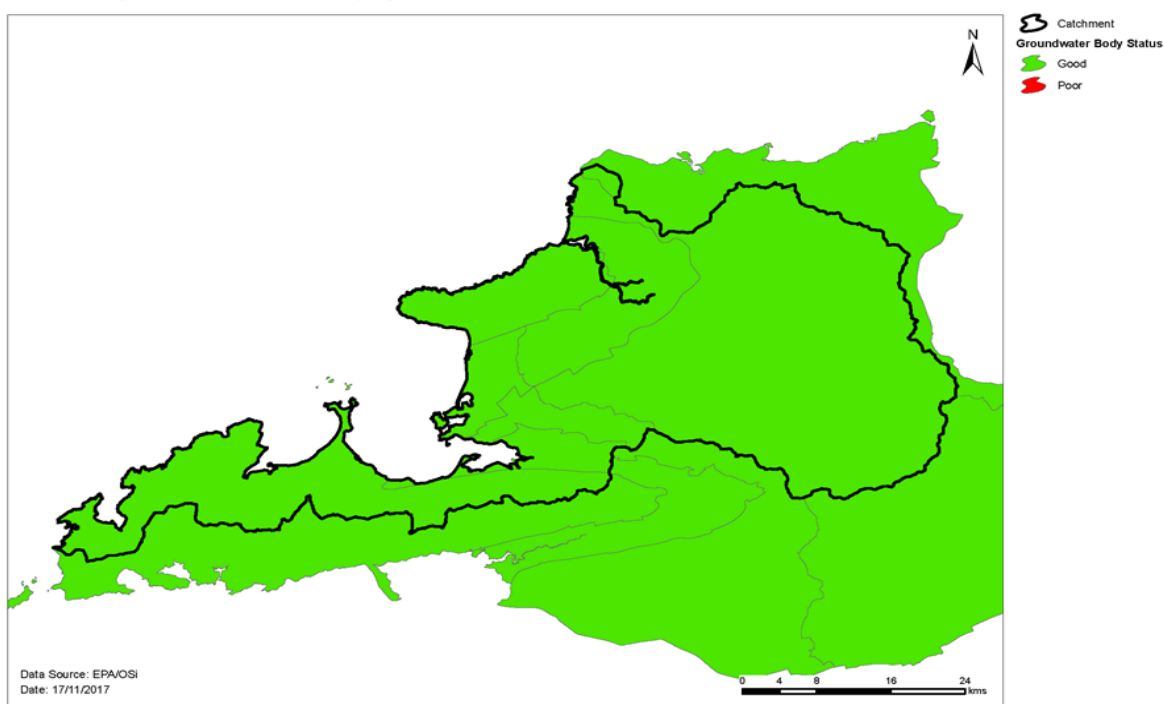 Catchment
Groundwater Body Status
Good
Poor
N
Data Source: EPA/OSi
Date: 17/11/2017
0 4 8 16 24
kms